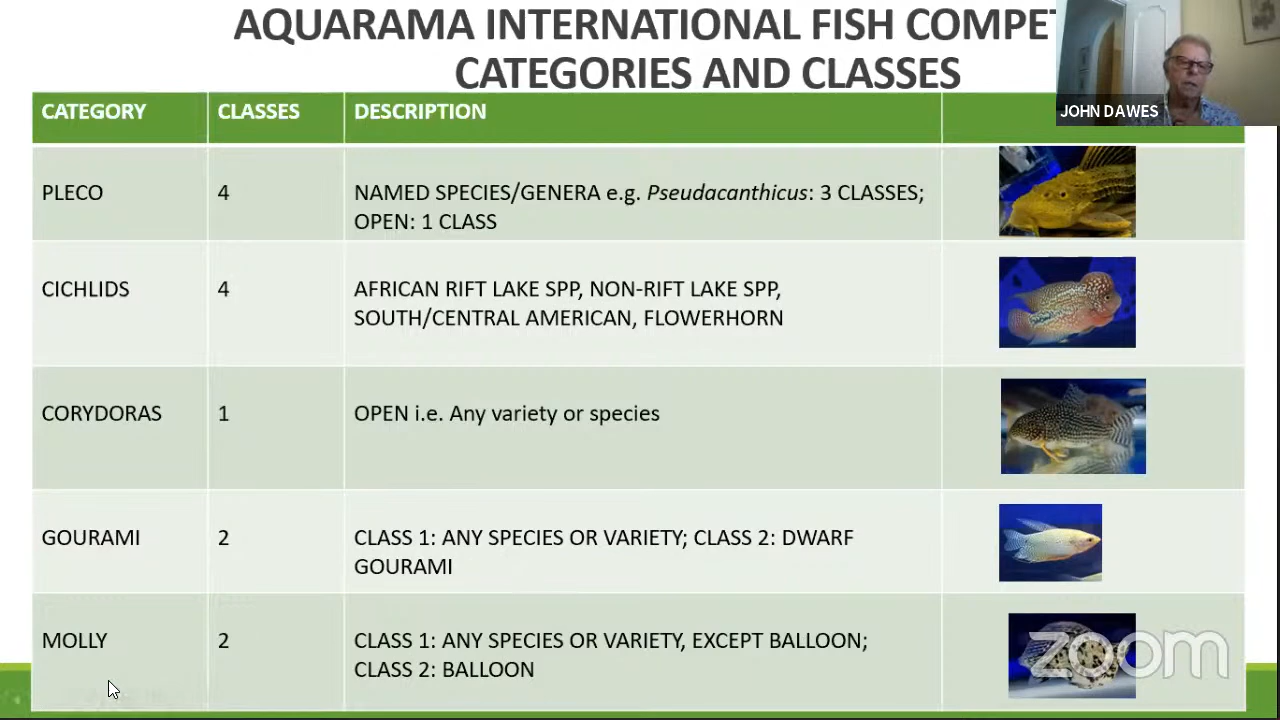 AQUARAMA INTERNATIONAL FISH
CATEGORIES AND CLASSES
JOHN DAWES
CATEGORY CLASSES DESCRIPTION
PLECO 4 NAMED SPECIES/GENERA e.g. Pseudacanthicus: 3 CLASSES;
OPEN: 1 CLASS
CICHLIDS 4 AFRICAN RIFT LAKE SPP, NON-RIFT LAKE SPP,
SOUTH/CENTRAL AMERICAN, FLOWERHORN
CORYDORAS 1 OPEN i.e. Any variety or species
GOURAMI 2 CLASS 1: ANY SPECIES OR VARIETY; CLASS 2: DWARF
GOURAMI
MOLLY 2 CLASS 1: ANY SPECIES OR VARIETY, EXCEPT BALLOON;
CLASS 2: BALLOON
zoom